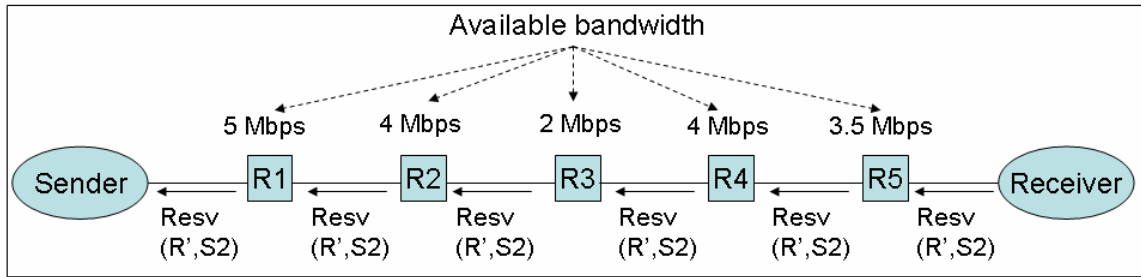 Available bandwidth
5 Mbps 4 Mbps 2 Mbps 4 Mbps 3.5 Mbps
Sender R1 R2 R3 R4 R5 Receiver
Resv Resv Resv Resv Resv Resv
(R',S2) (R',S2) (R',S2) (R',S2) (R',S2) (R',S2)